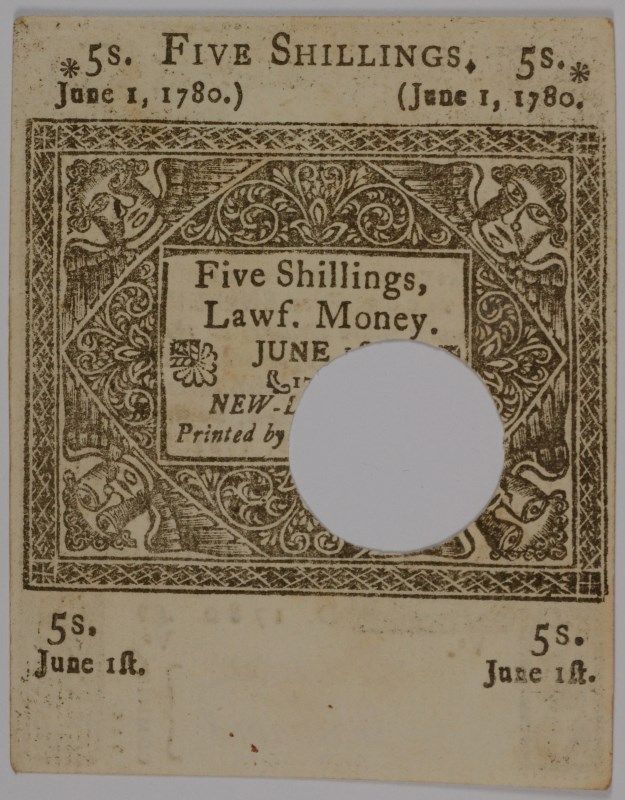 *5s. FIVE SHILLINGS. 5s.*
June 1, 1780.) (June 1, 1780.
Five Shillings,
Lawf. Money.
JUNE
NEW-L
Printed by
5s. 5s.
June 1ſt. June 1ſt.